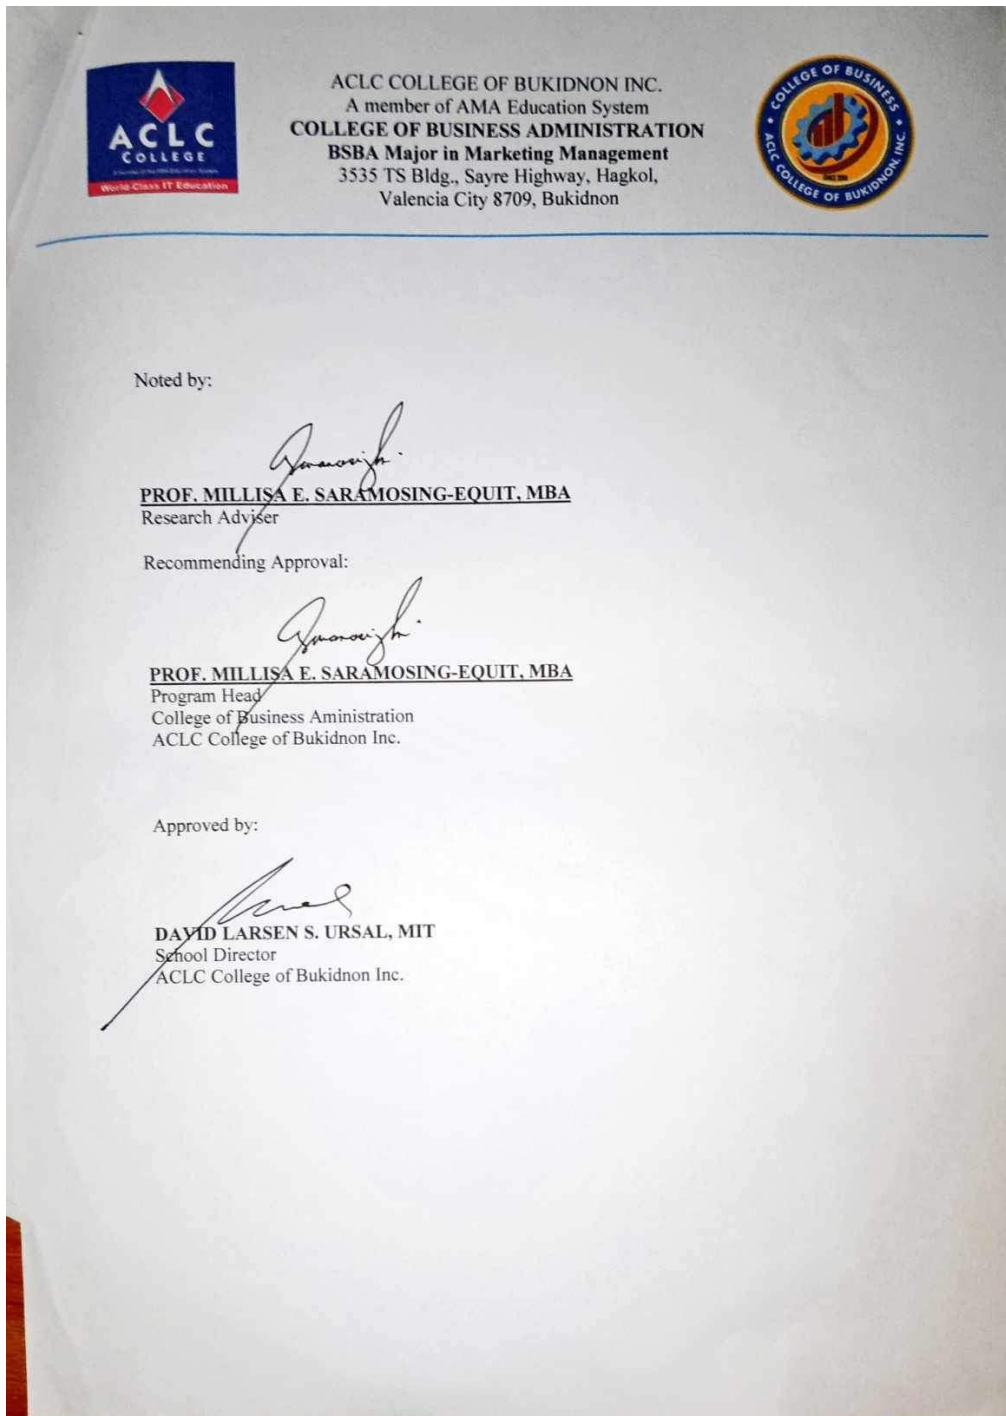 ACLC
COLLEGE
World-Class IT Education
ACLC COLLEGE OF BUKIDNON INC.
A member of AMA Education System
COLLEGE OF BUSINESS ADMINISTRATION
BSBA Major in Marketing Management
3535 TS Bldg., Sayre Highway, Hagkol,
Valencia City 8709, Bukidnon
COLLEGE OF BUSINESS
ACLC COLLEGE OF BUKIDNON INC.
Noted by:
PROF. MILLISA E. SARAMOSING-EQUIT, MBA
Research Adviser
Recommending Approval:
PROF. MILLISA E. SARAMOSING-EQUIT, MBA
Program Head
College of Business Aministration
ACLC College of Bukidnon Inc.
Approved by:
DAVID LARSEN S. URSAL, MIT
School Director
ACLC College of Bukidnon Inc.